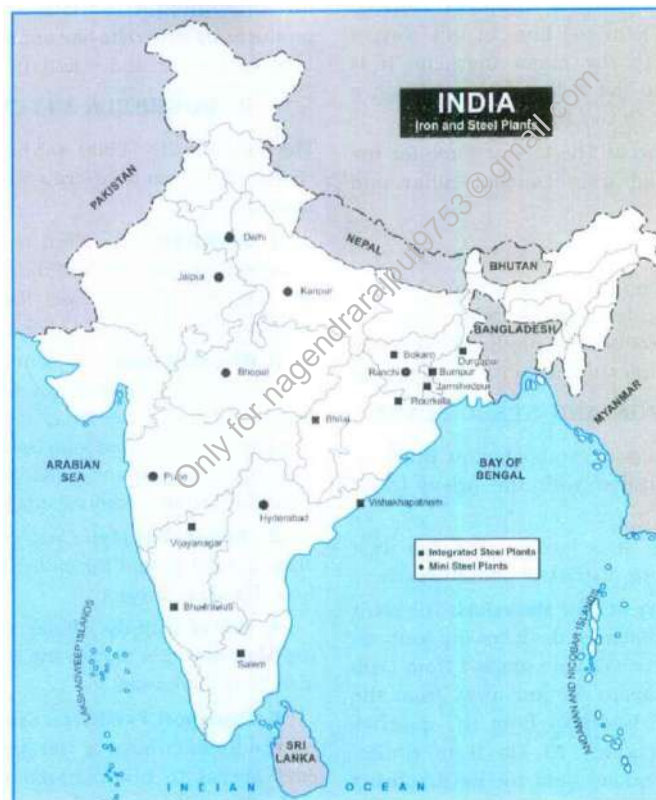 INDIA
Iron and Steel Plants
PAKISTAN
NEPAL
BHUTAN
BANGLADESH
MYANMAR
Delhi
Jaipur
Kanpur
Bhopal
Bokaro
Durgapur
Ranchi
Burnpur
Jamshedpur
Rourkella
Bhilai
ARABIAN
SEA
BAY OF
BENGAL
Pune
Hyderabad
Vishakhapatnam
Vijayanagar
Integrated Steel Plants
Mini Steel Plants
Bhadravati
Salem
LAKSHADWEEP ISLANDS
ANDAMAN AND NICOBAR ISLANDS
SRI
LANKA
INDIAN OCEAN
Only for nagendrarajput9753@gmail.com